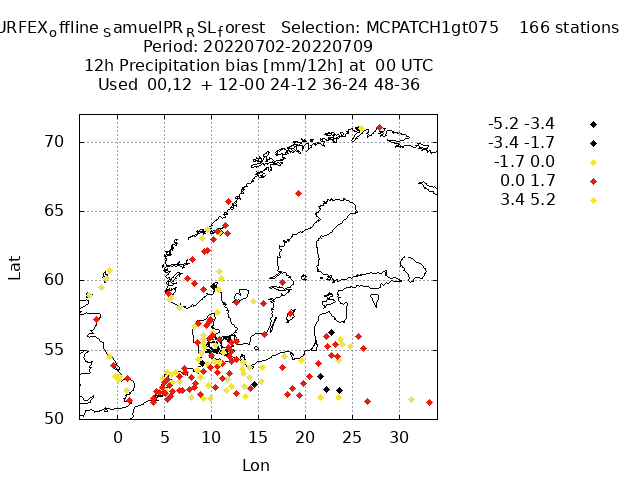 URFEXoffline SamuelPRRSLforest Selection: MCPATCH1gt075 166 stations
Period: 20220702-20220709
12h Precipitation bias [mm/12h] at 00 UTC
Used 00,12 + 12-00 24-12 36-24 48-36
-5.2 -3.4
-3.4 -1.7
-1.7 0.0
0.0 1.7
3.4 5.2
70
65
60
55
50
Lat
0 5 10 15 20 25 30
Lon